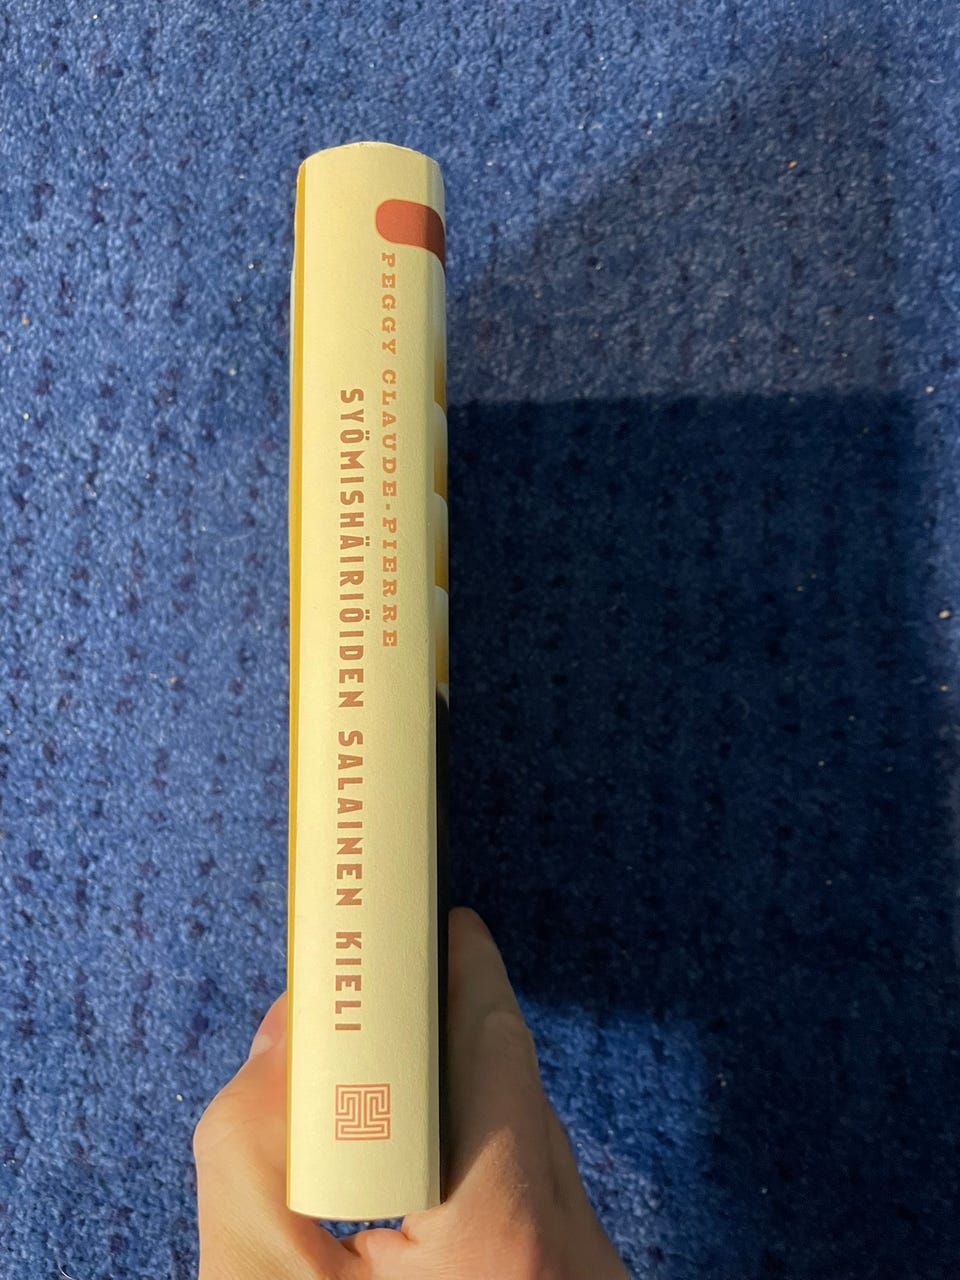 PEGGY CLAUDE-PIERRE
SYÖMISHÄIRIÖIDEN SALAINEN KIELI